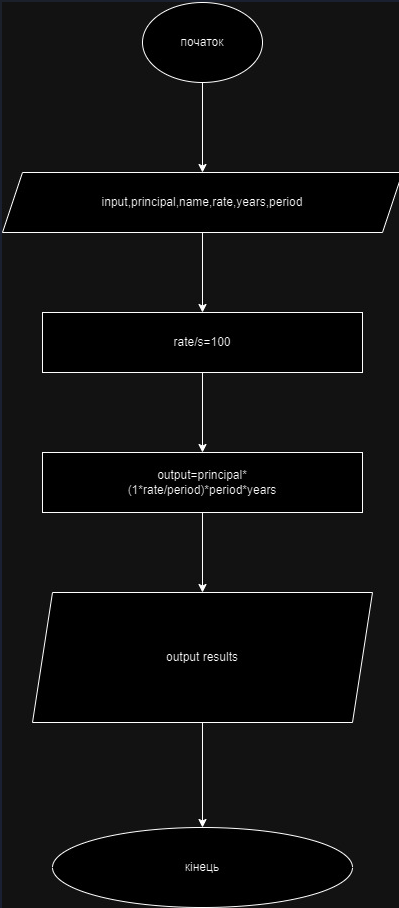 початок
input,principal,name,rate,years,period
rate/s=100
output=principal*
(1*rate/period)*period*years
output results
кінець